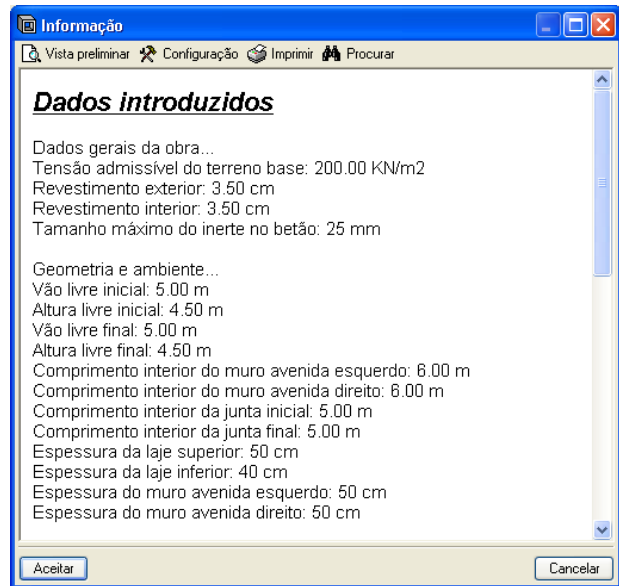 Informação
Vista preliminar Configuração Imprimir Procurar
Dados introduzidos
Dados gerais da obra...
Tensão admissível do terreno base: 200.00 KN/m2
Revestimento exterior: 3.50 cm
Revestimento interior: 3.50 cm
Tamanho máximo do inerte no betão: 25 mm
Geometria e ambiente...
Vão livre inicial: 5.00 m
Altura livre inicial: 4.50 m
Vão livre final: 5.00 m
Altura livre final: 4.50 m
Comprimento interior do muro avenida esquerdo: 6.00 m
Comprimento interior do muro avenida direito: 6.00 m
Comprimento interior da junta inicial: 5.00 m
Comprimento interior da junta final: 5.00 m
Espessura da laje superior: 50 cm
Espessura da laje inferior: 40 cm
Espessura do muro avenida esquerdo: 50 cm
Espessura do muro avenida direito: 50 cm
Aceitar Cancelar